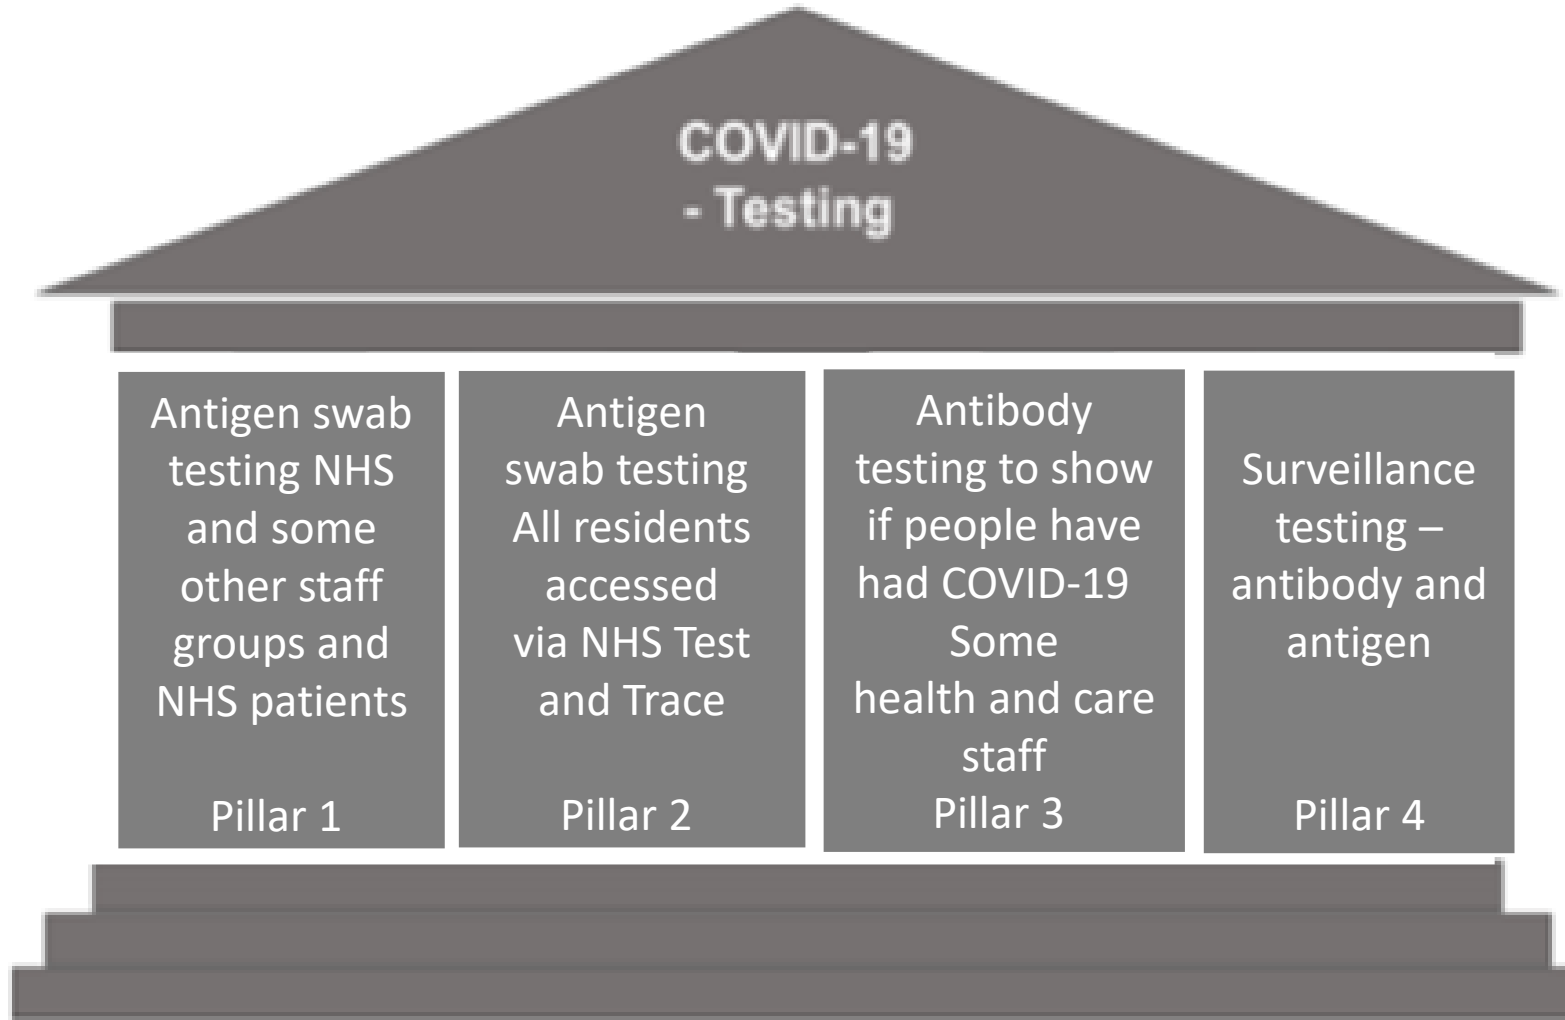 COVID-19
- Testing
Antigen swab
testing NHS
and some
other staff
groups and
NHS patients
Pillar 1
Antigen
swab testing
All residents
accessed
via NHS Test
and Trace
Pillar 2
Antibody
testing to show
if people have
had COVID-19
Some
health and care
staff
Pillar 3
Surveillance
testing –
antibody and
antigen
Pillar 4